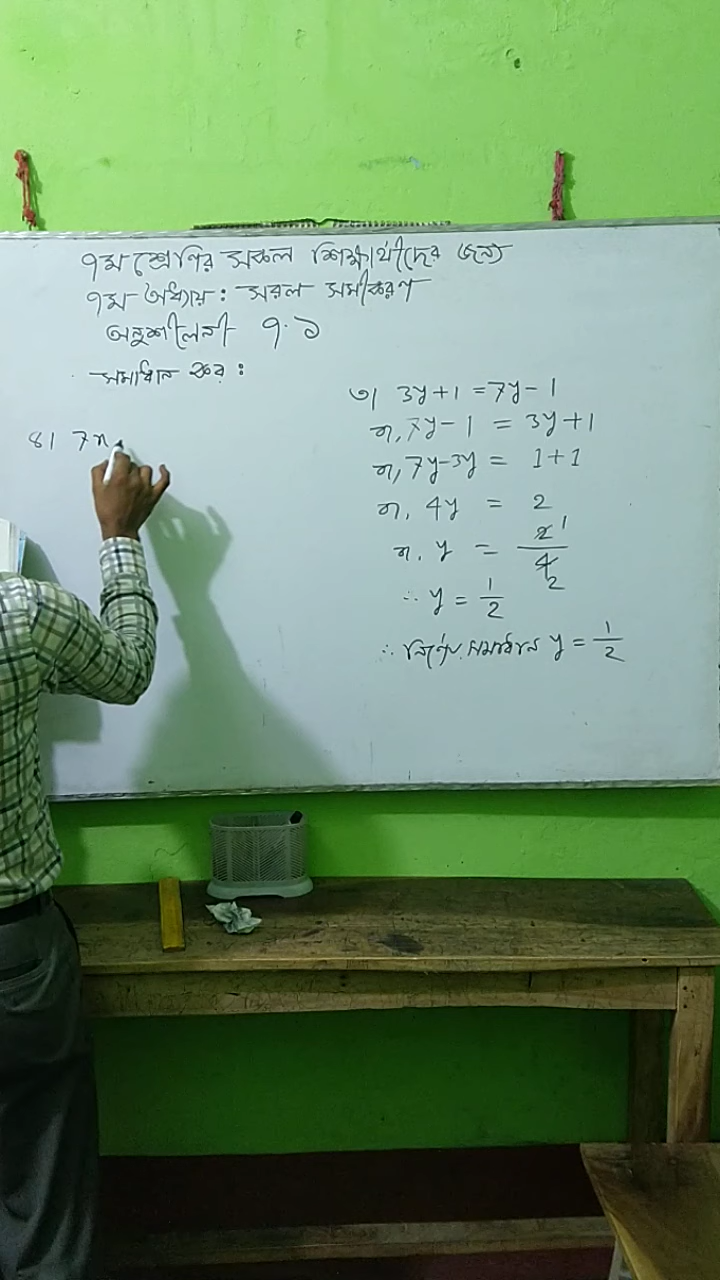 ৭ম শ্রেণির সকল শিক্ষার্থীদের জন্য
৭ম অধ্যায় : সরল সমীকরণ
অনুশীলনী ৭.১
সমাধান কর :
৪। 7x
৩। 3y+1 = 7y-1
বা, 7y-1 = 3y+1
বা, 7y-3y = 1+1
বা, 4y = 2
বা, y = 2 1 / 4 2
∴ y = 1/2
∴ নির্ণেয় সমাধান y = 1/2